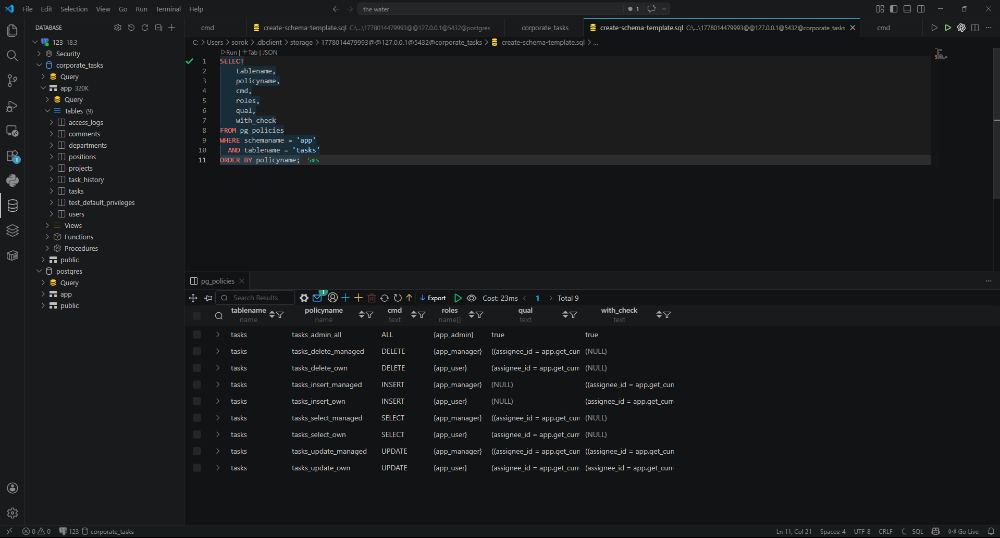 File Edit Selection View Go Run Terminal Help
the water
1
DATABASE
cmd
create-schema-template.sql C:\...\1778014479993@@127.0.0.1@5432@postgres
corporate_tasks
create-schema-template.sql C:\...\1778014479993@@127.0.0.1@5432@corporate_tasks
cmd
C: > Users > sorok > .dbclient > storage > 1778014479993@@127.0.0.1@5432@corporate_tasks > create-schema-template.sql > ...
123 18.3
Security
corporate_tasks
Query
app 320K
Query
Tables (9)
access_logs
comments
departments
positions
projects
task_history
tasks
test_default_privileges
users
Views
Functions
Procedures
public
postgres
Query
app
public
1
Run | +Tab | JSON
1 SELECT
2 tablename,
3 policyname,
4 cmd,
5 roles,
6 qual,
7 with_check
8 FROM pg_policies
9 WHERE schemaname = 'app'
10 AND tablename = 'tasks'
11 ORDER BY policyname; 5ms
pg_policies
Search Results
1
Export
Cost: 23ms < 1 > Total 9
tablename policyname cmd roles qual with_check
name name text name[] text text
tasks tasks_admin_all ALL {app_admin} true true
tasks tasks_delete_managed DELETE {app_manager} ((assignee_id = app.get_curr (NULL)
tasks tasks_delete_own DELETE {app_user} (assignee_id = app.get_curr (NULL)
tasks tasks_insert_managed INSERT {app_manager} (NULL) ((assignee_id = app.get_curr
tasks tasks_insert_own INSERT {app_user} (NULL) (assignee_id = app.get_curr
tasks tasks_select_managed SELECT {app_manager} ((assignee_id = app.get_curr (NULL)
tasks tasks_select_own SELECT {app_user} (assignee_id = app.get_curr (NULL)
tasks tasks_update_managed UPDATE {app_manager} ((assignee_id = app.get_curr ((assignee_id = app.get_curr
tasks tasks_update_own UPDATE {app_user} (assignee_id = app.get_curr (assignee_id = app.get_curr
0 0 123 corporate_tasks
Ln 11, Col 21 Spaces: 4 UTF-8 CRLF SQL Go Live